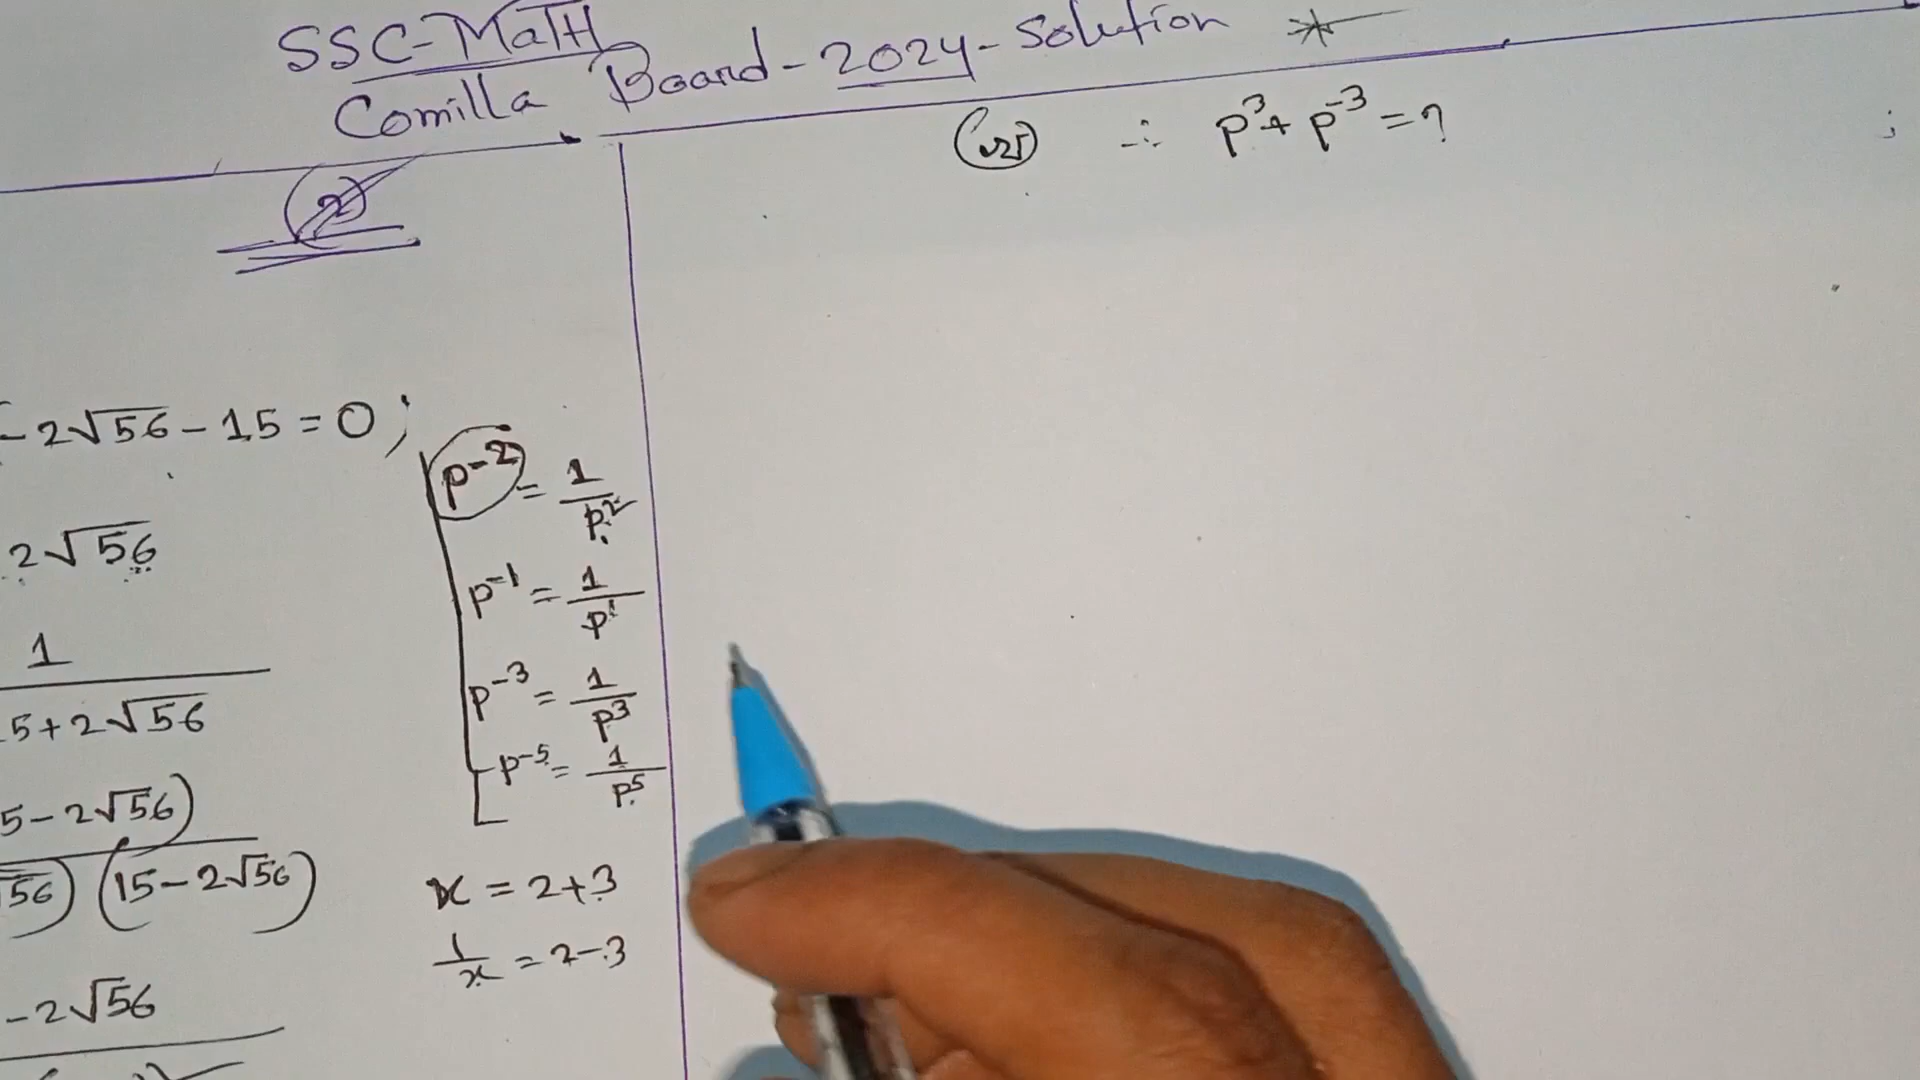 SSC-Math
Comilla Board-2024-Solution
∴ p³+p⁻³=?
-2√56-15=0;
2√56
1
5+2√56
5-2√56)
√56) (15-2√56)
-2√56
p⁻² = 1/p²
p⁻¹ = 1/p¹
p⁻³ = 1/p³
p⁻⁵ = 1/p⁵
x = 2+3
1/x = 2-3